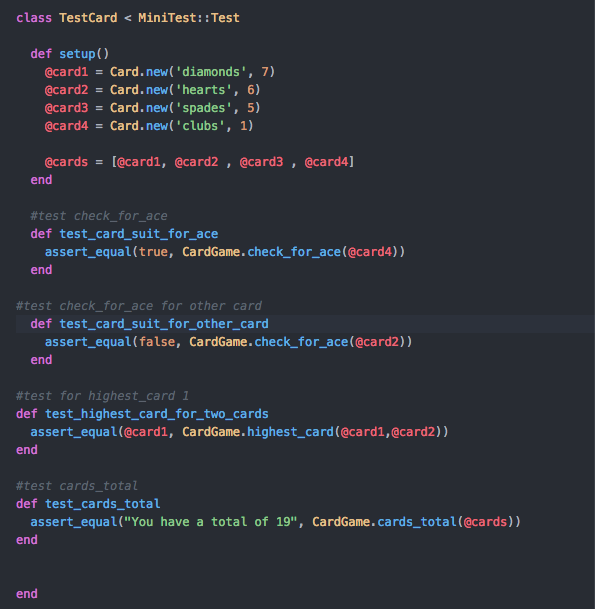 class TestCard < MiniTest::Test
def setup()
@card1 = Card.new('diamonds', 7)
@card2 = Card.new('hearts', 6)
@card3 = Card.new('spades', 5)
@card4 = Card.new('clubs', 1)
@cards = [@card1, @card2 , @card3 , @card4]
end
#test check_for_ace
def test_card_suit_for_ace
assert_equal(true, CardGame.check_for_ace(@card4))
end
#test check_for_ace for other card
def test_card_suit_for_other_card
assert_equal(false, CardGame.check_for_ace(@card2))
end
#test for highest_card 1
def test_highest_card_for_two_cards
assert_equal(@card1, CardGame.highest_card(@card1,@card2))
end
#test cards_total
def test_cards_total
assert_equal("You have a total of 19", CardGame.cards_total(@cards))
end
end